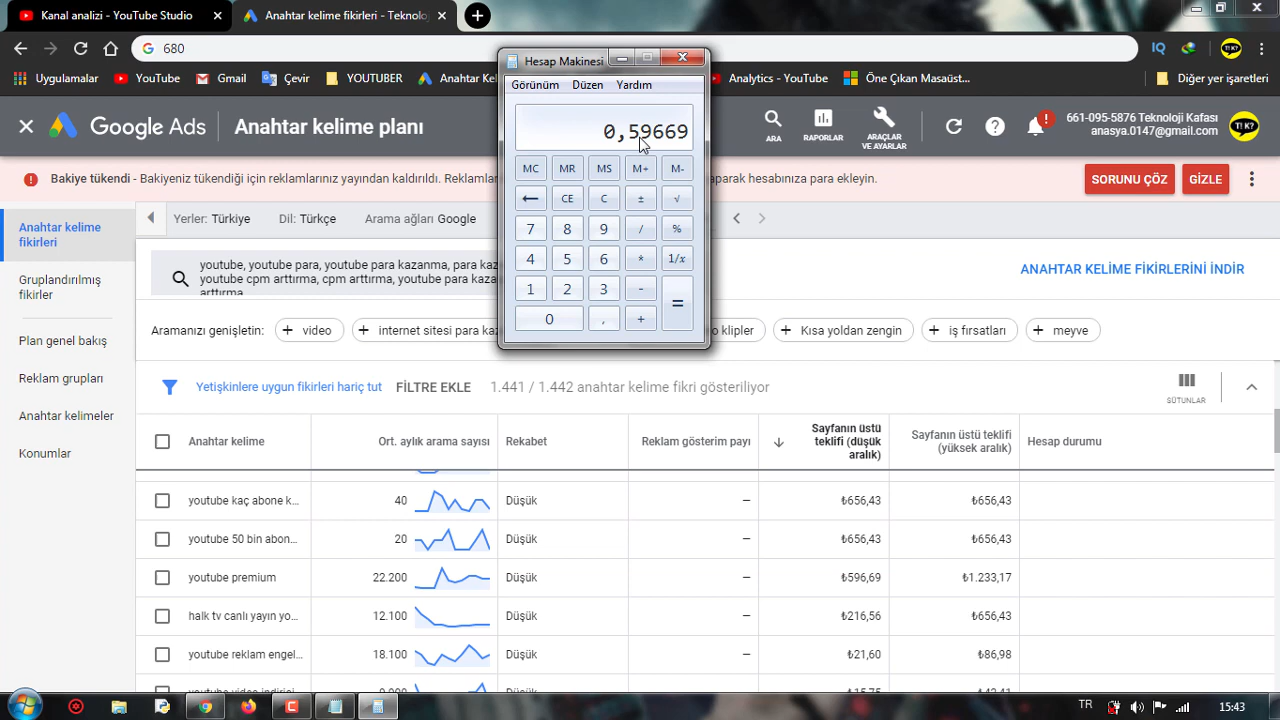 Kanal analizi - YouTube Studio
Anahtar kelime fikirleri - Teknoloj
680
Uygulamalar
YouTube
Gmail
Çevir
YOUTUBER
Anahtar Ke
Analytics - YouTube
Öne Çıkan Masaüst...
Diğer yer işaretleri
Google Ads
Anahtar kelime planı
ARA
RAPORLAR
ARAÇLAR
VE AYARLAR
661-095-5876 Teknoloji Kafası
anasya.0147@gmail.com
T! K?
Bakiye tükendi - Bakiyeniz tükendiği için reklamlarınız yayından kaldırıldı. Reklamlar
parak hesabınıza para ekleyin.
SORUNU ÇÖZ
GİZLE
Hesap Makinesi
Görünüm Düzen Yardım
0,59669
MC MR MS M+ M-
← CE C ± √
7 8 9 / %
4 5 6 * 1/x
1 2 3 - =
0 , +
Anahtar kelime
fikirleri
Gruplandırılmış
fikirler
Plan genel bakış
Reklam grupları
Anahtar kelimeler
Konumlar
Yerler: Türkiye
Dil: Türkçe
Arama ağları Google
youtube, youtube para, youtube para kazanma, para kaza
youtube cpm arttırma, cpm arttırma, youtube para kazan
arttırma
ANAHTAR KELİME FİKİRLERİNİ İNDİR
Aramanızı genişletin:
+ video
+ internet sitesi para kaz
o klipler
+ Kısa yoldan zengin
+ iş fırsatları
+ meyve
Yetişkinlere uygun fikirleri hariç tut
FİLTRE EKLE
1.441 / 1.442 anahtar kelime fikri gösteriliyor
SÜTUNLAR
Anahtar kelime
Ort. aylık arama sayısı
Rekabet
Reklam gösterim payı
Sayfanın üstü
teklifi (düşük
aralık)
Sayfanın üstü teklifi
(yüksek aralık)
Hesap durumu
youtube kaç abone k... 40 Düşük – ₺656,43 ₺656,43
youtube 50 bin abon... 20 Düşük – ₺656,43 ₺656,43
youtube premium 22.200 Düşük – ₺596,69 ₺1.233,17
halk tv canlı yayın yo... 12.100 Düşük – ₺216,56 ₺656,43
youtube reklam engel... 18.100 Düşük – ₺21,60 ₺86,98
TR
15:43